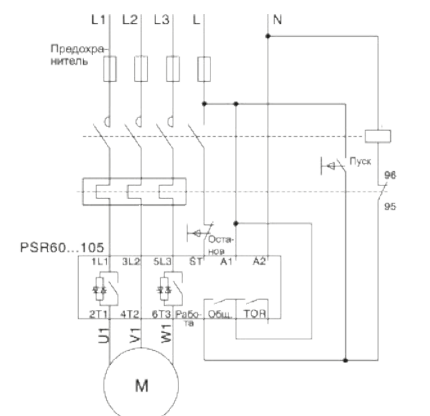 L1 L2 L3 L N
Предохра-
нитель
Пуск
96
95
Оста-
нов
PSR60...105
1L1 3L2 5L3 ST A1 A2
2T1 4T2 6T3 Рабо-
та Общ. TOR
U1 V1 W1
M